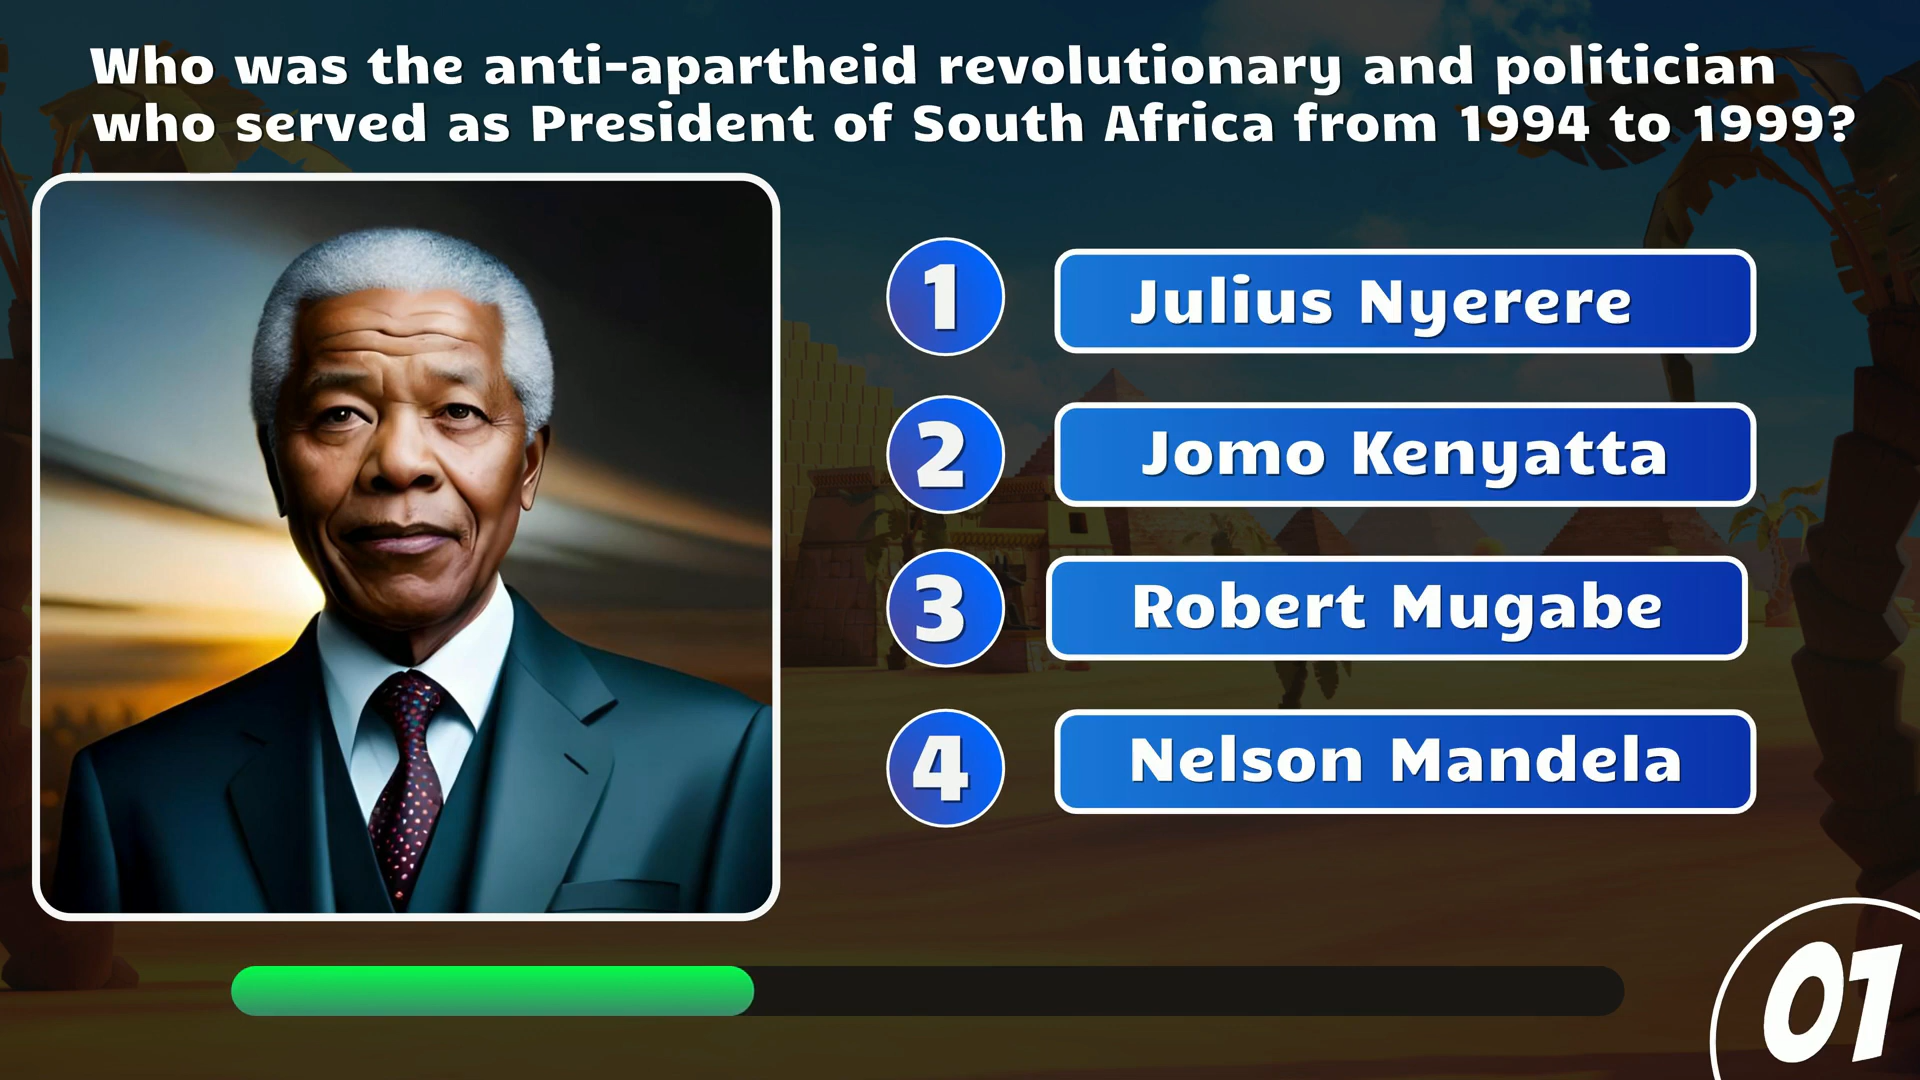 Who was the anti-apartheid revolutionary and politician
who served as President of South Africa from 1994 to 1999?
1 Julius Nyerere
2 Jomo Kenyatta
3 Robert Mugabe
4 Nelson Mandela
01